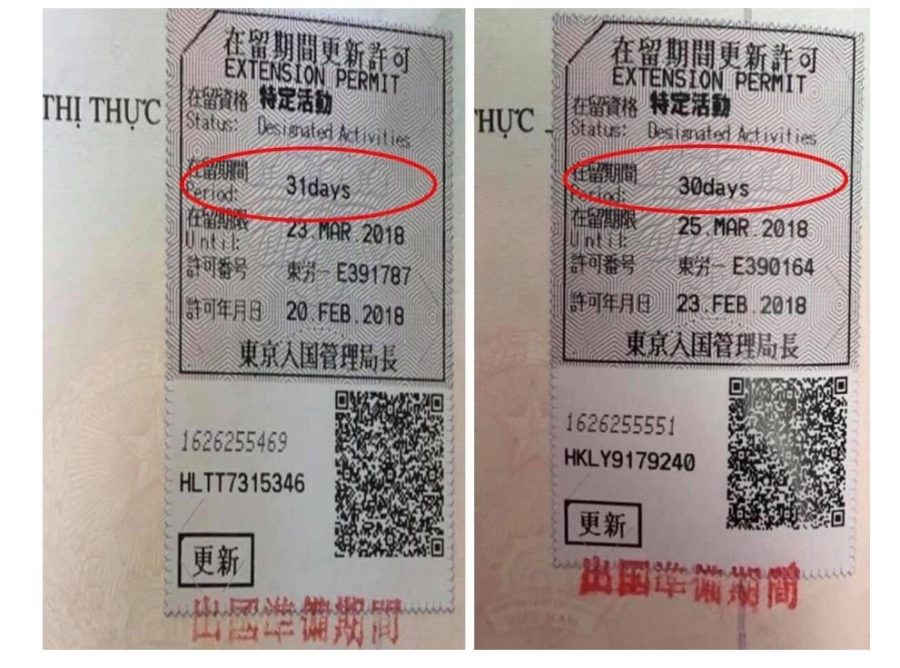 THỊ THỰC
在留期間更新許可
EXTENSION PERMIT
在留資格 特定活動
Status: Designated Activities
在留期間
Period: 31days
在留期限
Until: 23.MAR.2018
許可番号 東労一 E391787
許可年月日 20.FEB.2018
東京入国管理局長
1626255469
HLTT7315346
更新
出国準備期間
HỰC
在留期間更新許可
EXTENSION PERMIT
在留資格 特定活動
Status: Designated Activities
在留期間
Period: 30days
在留期限
Until: 25.MAR.2018
許可番号 東労一 E390164
許可年月日 23.FEB.2018
東京入国管理局長
1626255551
HKLY9179240
更新
出国準備期間